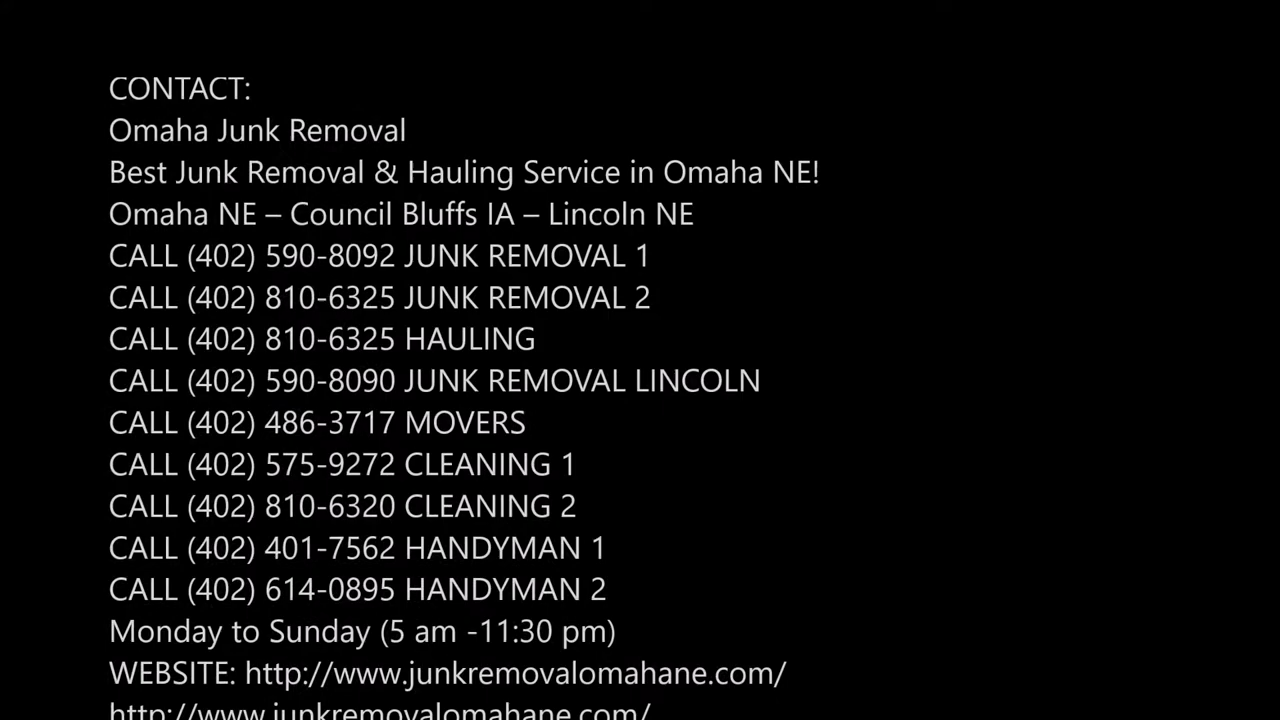 CONTACT:
Omaha Junk Removal
Best Junk Removal & Hauling Service in Omaha NE!
Omaha NE – Council Bluffs IA – Lincoln NE
CALL (402) 590-8092 JUNK REMOVAL 1
CALL (402) 810-6325 JUNK REMOVAL 2
CALL (402) 810-6325 HAULING
CALL (402) 590-8090 JUNK REMOVAL LINCOLN
CALL (402) 486-3717 MOVERS
CALL (402) 575-9272 CLEANING 1
CALL (402) 810-6320 CLEANING 2
CALL (402) 401-7562 HANDYMAN 1
CALL (402) 614-0895 HANDYMAN 2
Monday to Sunday (5 am -11:30 pm)
WEBSITE: http://www.junkremovalomahane.com/
http://www.junkremovalomahane.com/